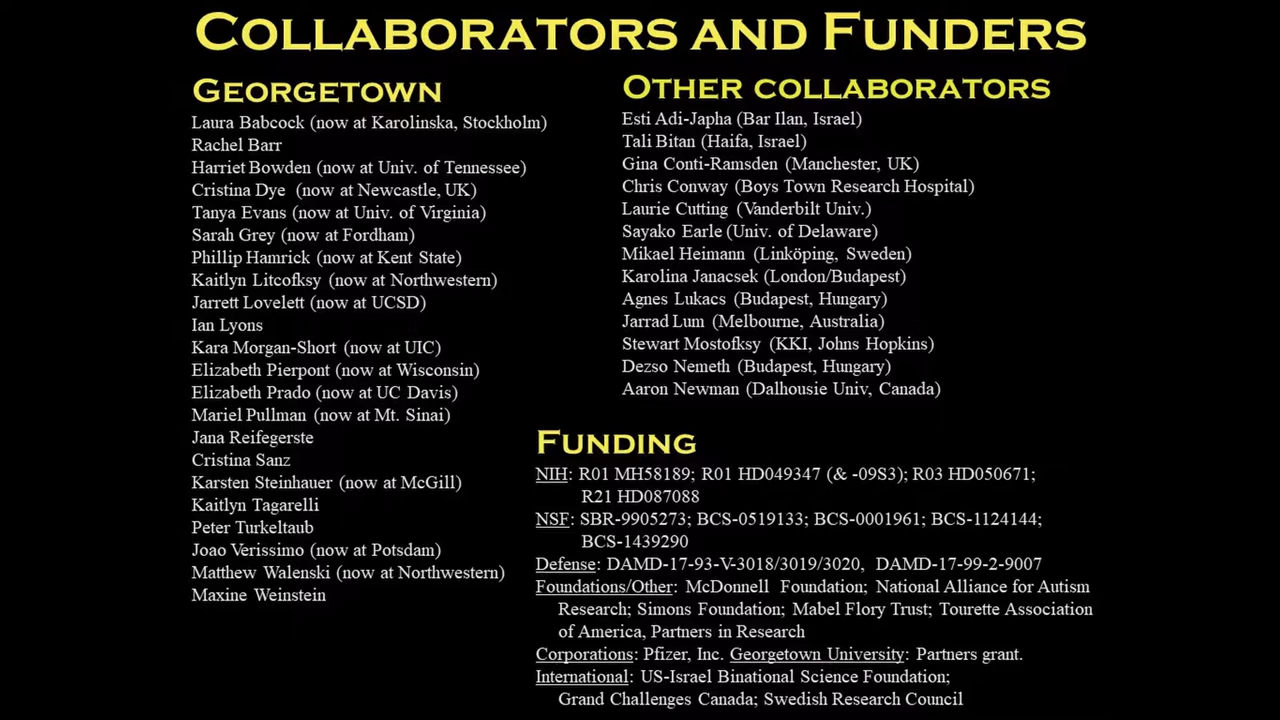 COLLABORATORS AND FUNDERS
GEORGETOWN
Laura Babcock (now at Karolinska, Stockholm)
Rachel Barr
Harriet Bowden (now at Univ. of Tennessee)
Cristina Dye (now at Newcastle, UK)
Tanya Evans (now at Univ. of Virginia)
Sarah Grey (now at Fordham)
Phillip Hamrick (now at Kent State)
Kaitlyn Litcofksy (now at Northwestern)
Jarrett Lovelett (now at UCSD)
Ian Lyons
Kara Morgan-Short (now at UIC)
Elizabeth Pierpont (now at Wisconsin)
Elizabeth Prado (now at UC Davis)
Mariel Pullman (now at Mt. Sinai)
Jana Reifegerste
Cristina Sanz
Karsten Steinhauer (now at McGill)
Kaitlyn Tagarelli
Peter Turkeltaub
Joao Verissimo (now at Potsdam)
Matthew Walenski (now at Northwestern)
Maxine Weinstein
OTHER COLLABORATORS
Esti Adi-Japha (Bar Ilan, Israel)
Tali Bitan (Haifa, Israel)
Gina Conti-Ramsden (Manchester, UK)
Chris Conway (Boys Town Research Hospital)
Laurie Cutting (Vanderbilt Univ.)
Sayako Earle (Univ. of Delaware)
Mikael Heimann (Linköping, Sweden)
Karolina Janacsek (London/Budapest)
Agnes Lukacs (Budapest, Hungary)
Jarrad Lum (Melbourne, Australia)
Stewart Mostofksy (KKI, Johns Hopkins)
Dezso Nemeth (Budapest, Hungary)
Aaron Newman (Dalhousie Univ, Canada)
FUNDING
NIH: R01 MH58189; R01 HD049347 (& -09S3); R03 HD050671;
R21 HD087088
NSF: SBR-9905273; BCS-0519133; BCS-0001961; BCS-1124144;
BCS-1439290
Defense: DAMD-17-93-V-3018/3019/3020, DAMD-17-99-2-9007
Foundations/Other: McDonnell Foundation; National Alliance for Autism
Research; Simons Foundation; Mabel Flory Trust; Tourette Association
of America, Partners in Research
Corporations: Pfizer, Inc. Georgetown University: Partners grant.
International: US-Israel Binational Science Foundation;
Grand Challenges Canada; Swedish Research Council